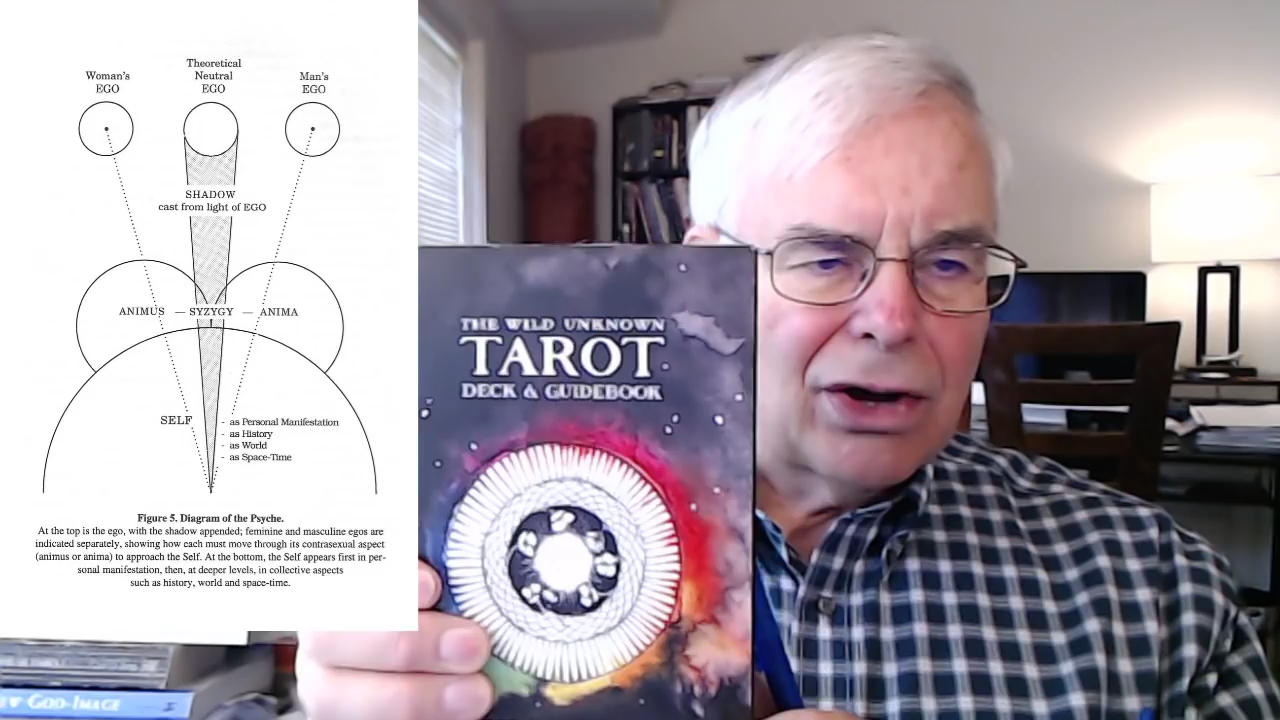 Woman's
EGO
Theoretical
Neutral
EGO
Man's
EGO
SHADOW
cast from light of EGO
ANIMUS — SYZYGY — ANIMA
SELF
- as Personal Manifestation
- as History
- as World
- as Space-Time
Figure 5. Diagram of the Psyche.
At the top is the ego, with the shadow appended; feminine and masculine egos are
indicated separately, showing how each must move through its contrasexual aspect
(animus or anima) to approach the Self. At the bottom, the Self appears first in per-
sonal manifestation, then, at deeper levels, in collective aspects
such as history, world and space-time.
THE WILD UNKNOWN
TAROT
DECK & GUIDEBOOK
GOD-IMAGE